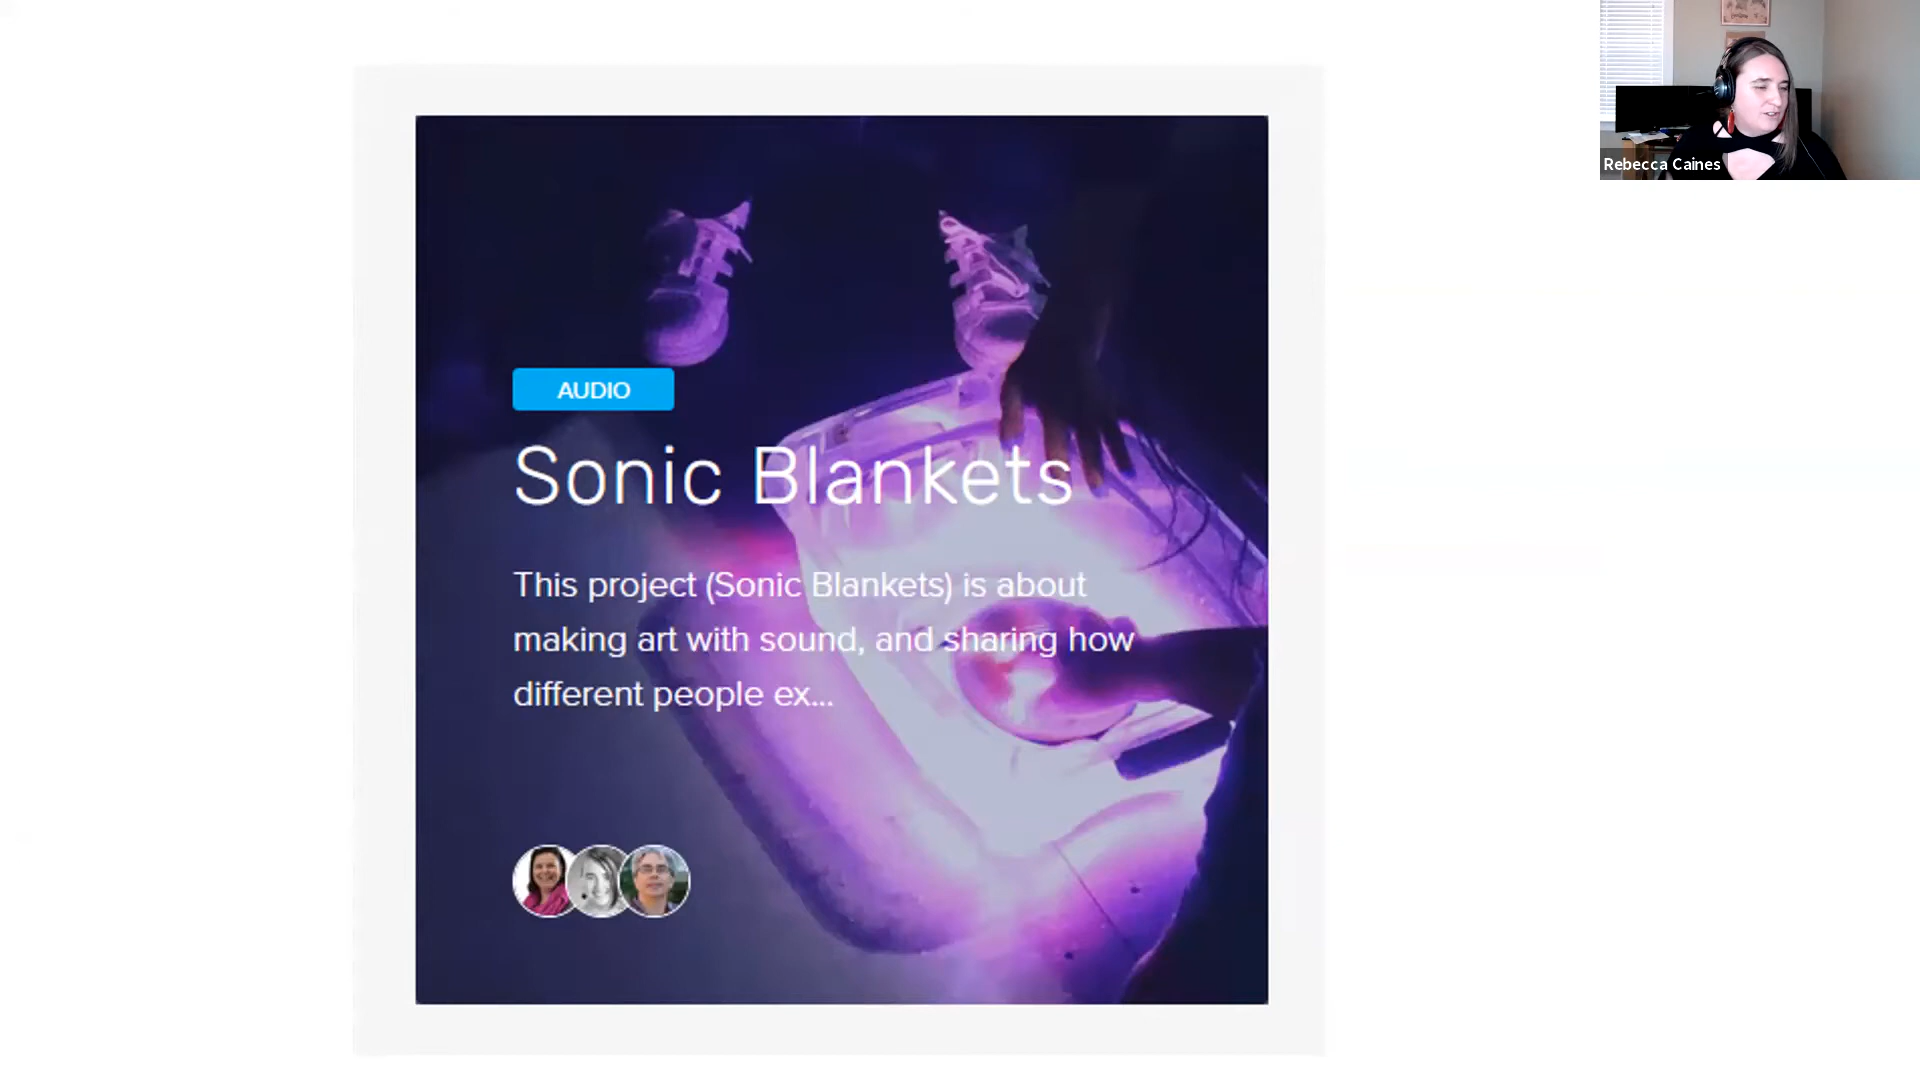 AUDIO
Sonic Blankets
This project (Sonic Blankets) is about
making art with sound, and sharing how
different people ex...
Rebecca Caines